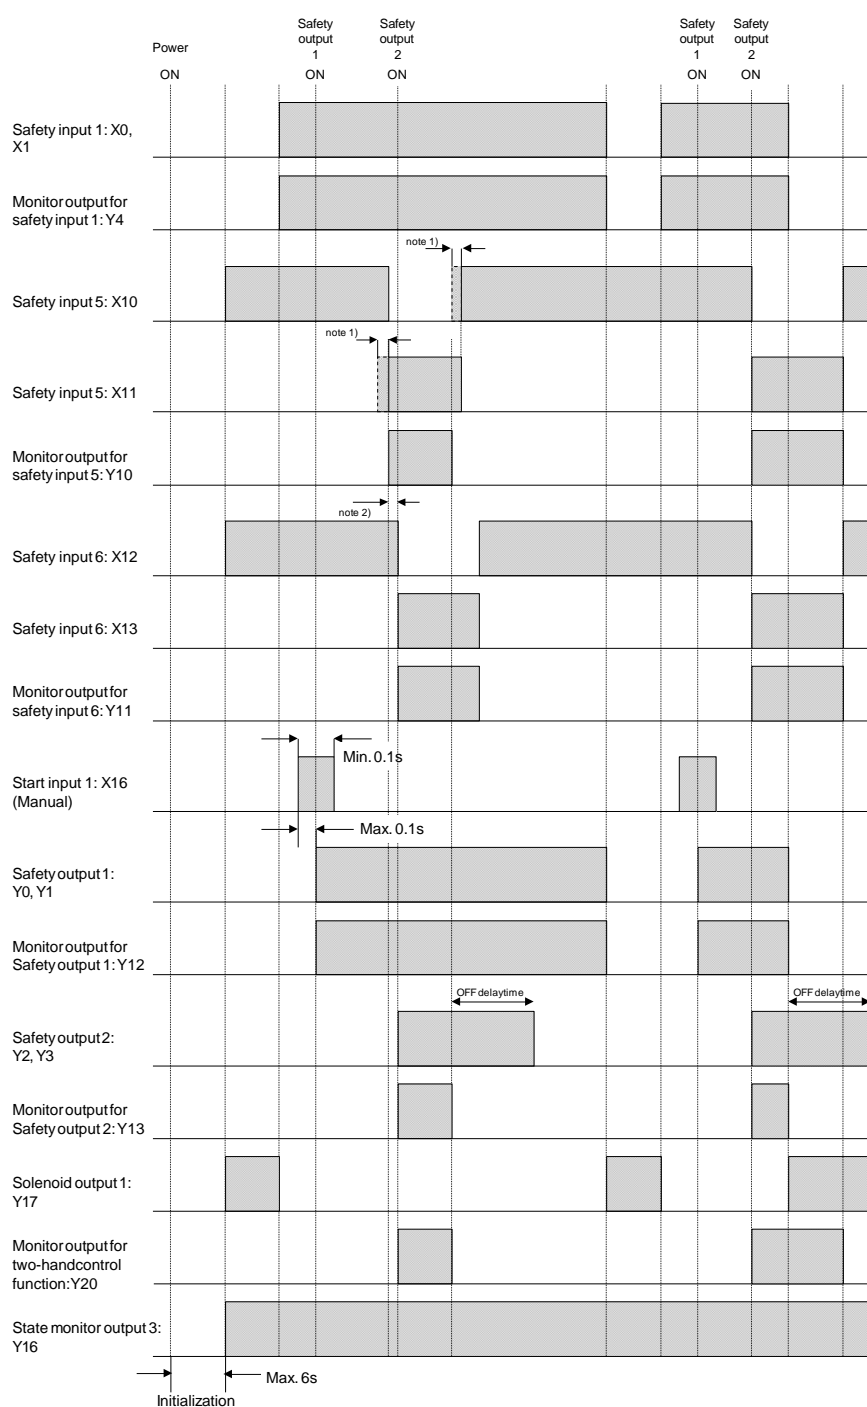 Power
ON
Safety
output
1
ON
Safety
output
2
ON
Safety
output
1
ON
Safety
output
2
ON
Safety input 1: X0,
X1
Monitor output for
safety input 1: Y4
note 1)
Safety input 5: X10
note 1)
Safety input 5: X11
Monitor output for
safety input 5: Y10
note 2)
Safety input 6: X12
Safety input 6: X13
Monitor output for
safety input 6: Y11
Min. 0.1s
Start input 1: X16
(Manual)
Max. 0.1s
Safety output 1:
Y0, Y1
Monitor output for
Safety output 1: Y12
OFF delaytime
OFF delaytime
Safety output 2:
Y2, Y3
Monitor output for
Safety output 2: Y13
Solenoid output 1:
Y17
Monitor output for
two-handcontrol
function:Y20
State monitor output 3:
Y16
Max. 6s
Initialization